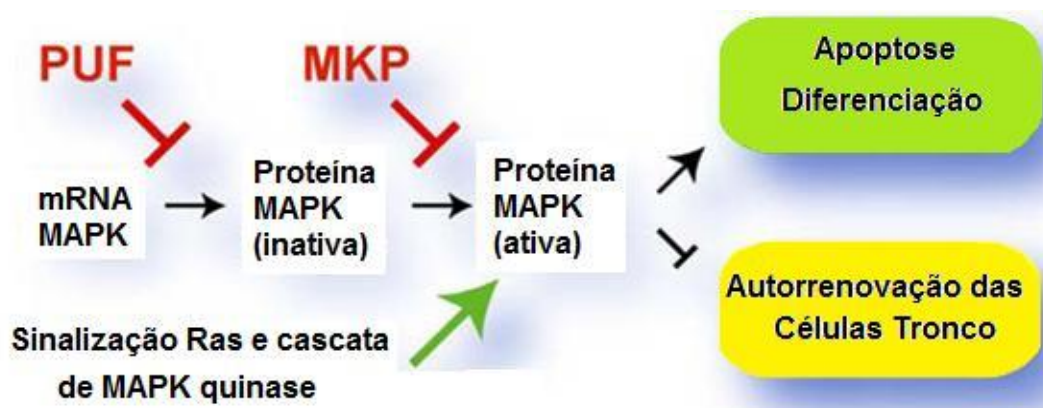 PUF
MKP
mRNA
MAPK
Proteína
MAPK
(inativa)
Proteína
MAPK
(ativa)
Apoptose
Diferenciação
Autorrenovação das
Células Tronco
Sinalização Ras e cascata
de MAPK quinase